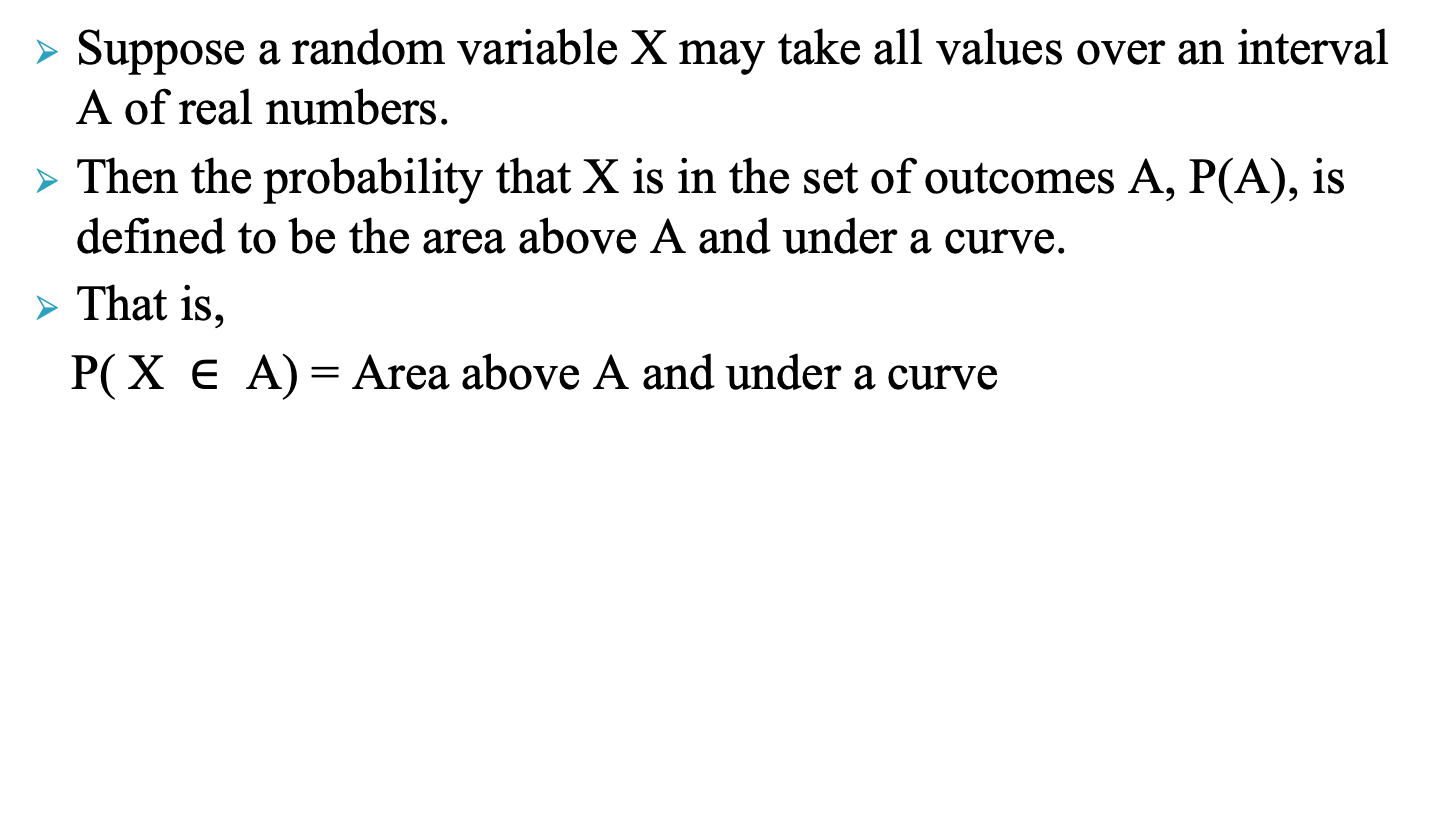 ➢ Suppose a random variable X may take all values over an interval
A of real numbers.
➢ Then the probability that X is in the set of outcomes A, P(A), is
defined to be the area above A and under a curve.
➢ That is,
P( X ∈ A) = Area above A and under a curve